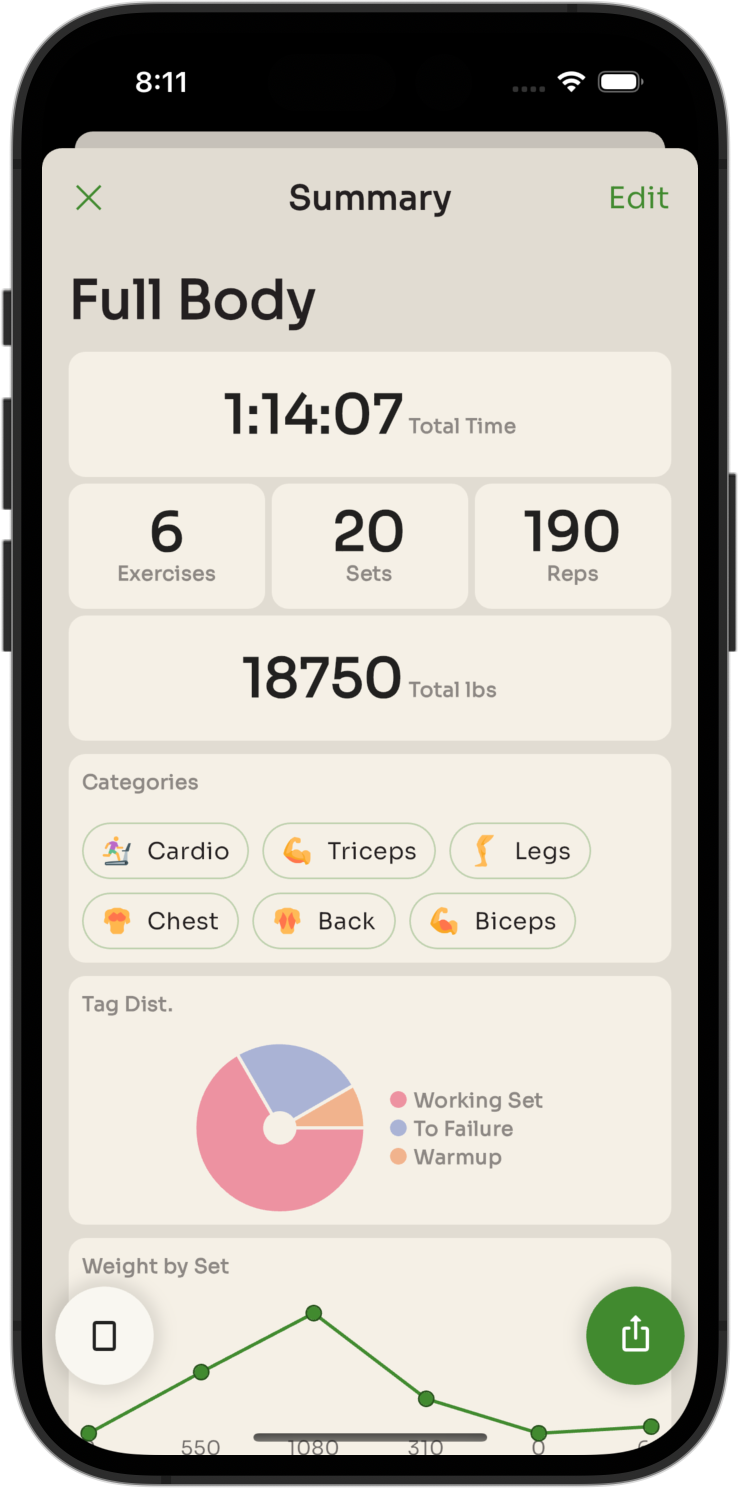 8:11
Summary
Edit
Full Body
1:14:07 Total Time
6
Exercises
20
Sets
190
Reps
18750 Total lbs
Categories
Cardio
Triceps
Legs
Chest
Back
Biceps
Tag Dist.
Working Set
To Failure
Warmup
Weight by Set
550 1080 310 0